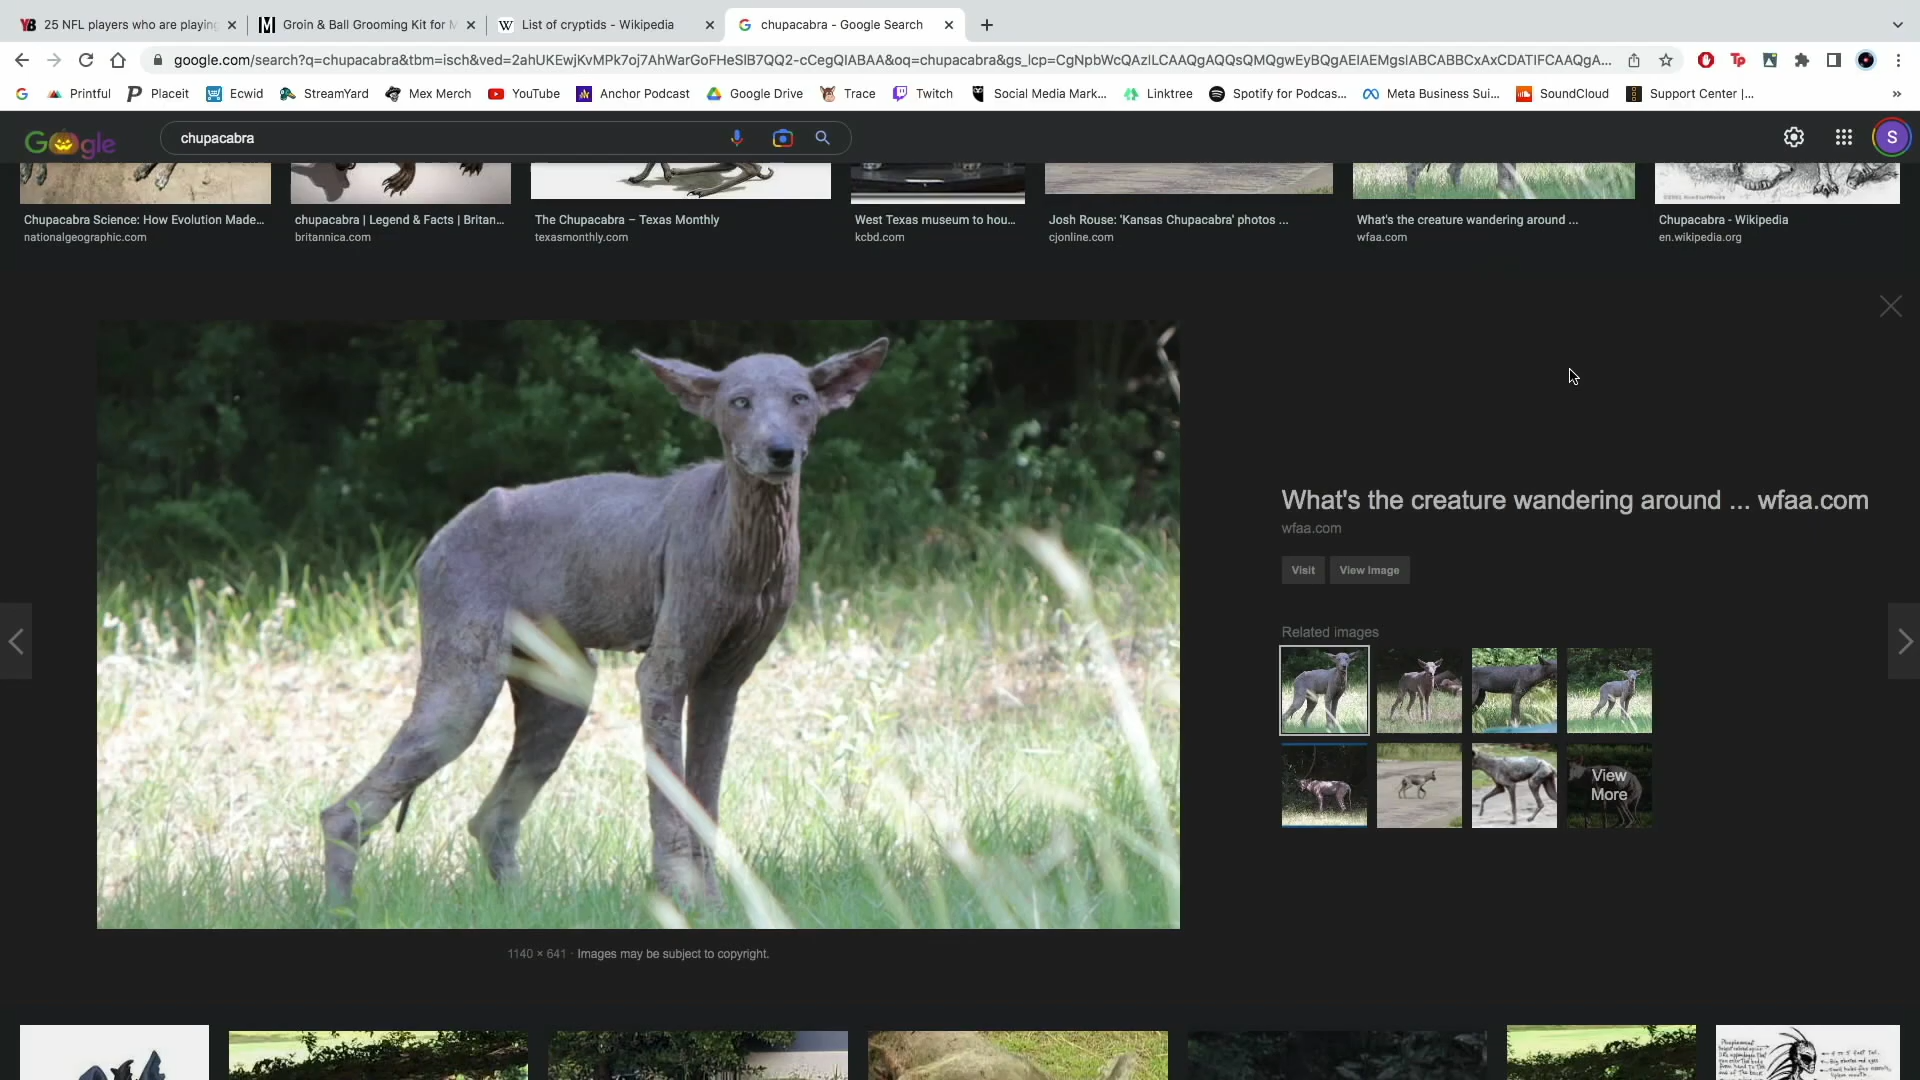 25 NFL players who are playing
Groin & Ball Grooming Kit for M
List of cryptids - Wikipedia
chupacabra - Google Search
google.com/search?q=chupacabra&tbm=isch&ved=2ahUKEwjKvMPk7oj7AhWarGoFHeSlB7QQ2-cCegQIABAA&oq=chupacabra&gs_lcp=CgNpbWcQAzILCAAQgAQQsQMQgwEyBQgAEIAEMgsIABCABBCxAxCDATIFCAAQgA...
Printful
Placeit
Ecwid
StreamYard
Mex Merch
YouTube
Anchor Podcast
Google Drive
Trace
Twitch
Social Media Mark...
Linktree
Spotify for Podcas...
Meta Business Sui...
SoundCloud
Support Center |...
Google
chupacabra
S
Chupacabra Science: How Evolution Made...
nationalgeographic.com
chupacabra | Legend & Facts | Britan...
britannica.com
The Chupacabra – Texas Monthly
texasmonthly.com
West Texas museum to hou...
kcbd.com
Josh Rouse: 'Kansas Chupacabra' photos ...
cjonline.com
What's the creature wandering around ...
wfaa.com
Chupacabra - Wikipedia
en.wikipedia.org
What's the creature wandering around ... wfaa.com
wfaa.com
Visit
View Image
Related images
View
More
1140 × 641 · Images may be subject to copyright.